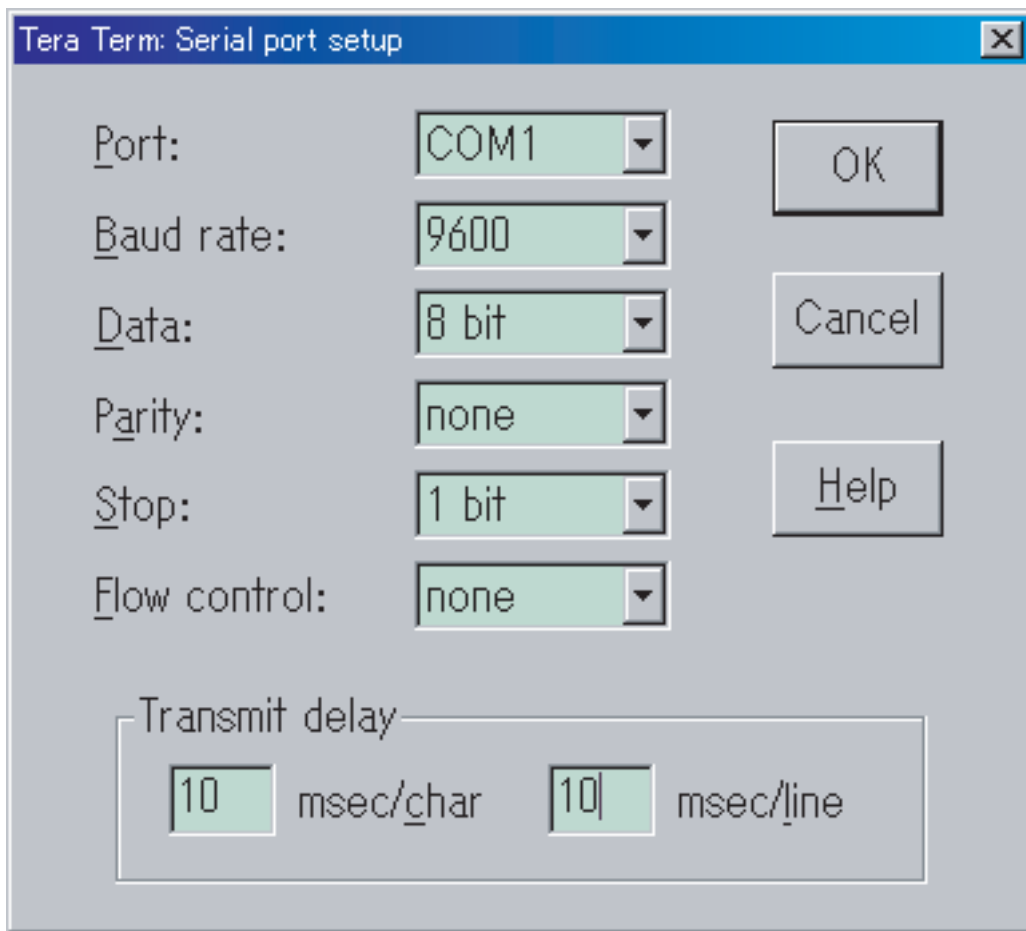 Tera Term: Serial port setup
Port: COM1
OK
Baud rate: 9600
Data: 8 bit
Cancel
Parity: none
Stop: 1 bit
Help
Flow control: none
Transmit delay
10 msec/char 10 msec/line